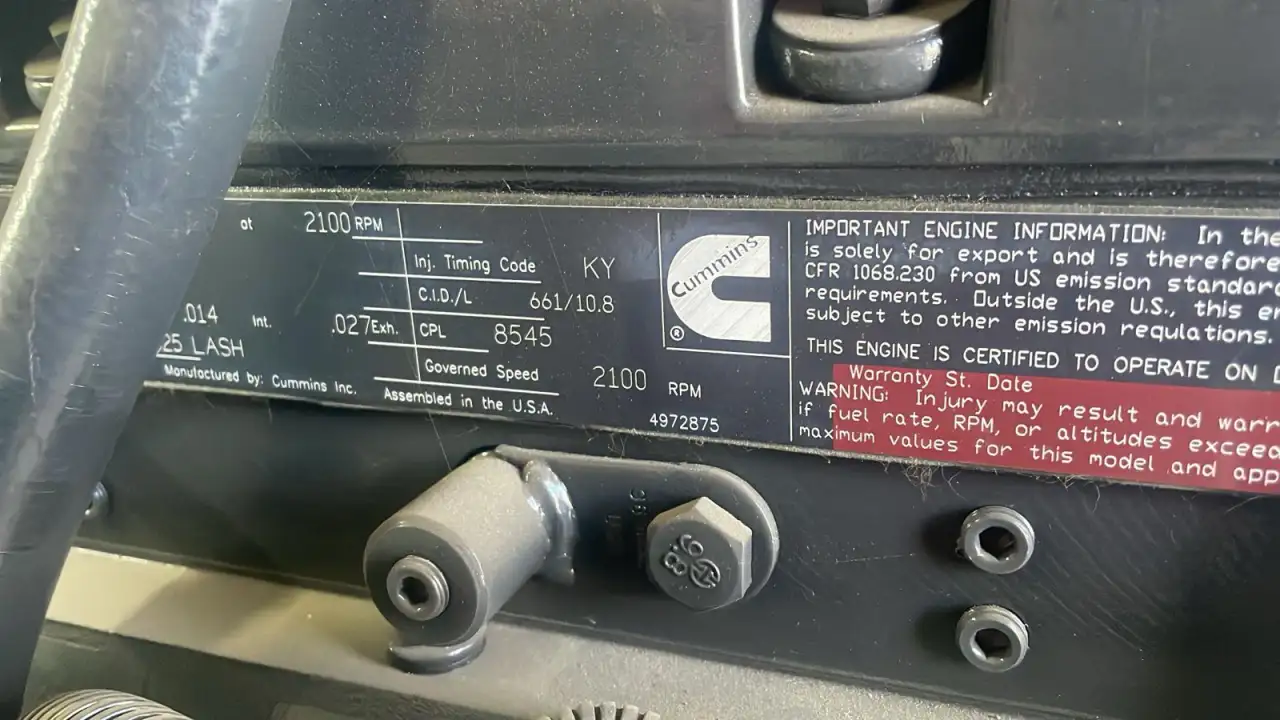 at 2100 RPM
Inj. Timing Code KY
C.I.D./L 661/10.8
.014 Int. .027 Exh. CPL 8545
25 LASH
Governed Speed 2100 RPM
Manufactured by: Cummins Inc. Assembled in the U.S.A.
4972875
Cummins
®
IMPORTANT ENGINE INFORMATION: In the
is solely for export and is therefore
CFR 1068.230 from US emission standard
requirements. Outside the U.S., this
subject to other emission regulations.
THIS ENGINE IS CERTIFIED TO OPERATE ON
Warranty St. Date
WARNING: Injury may result and warr
if fuel rate, RPM, or altitudes exceed
maximum values for this model and app
8.6